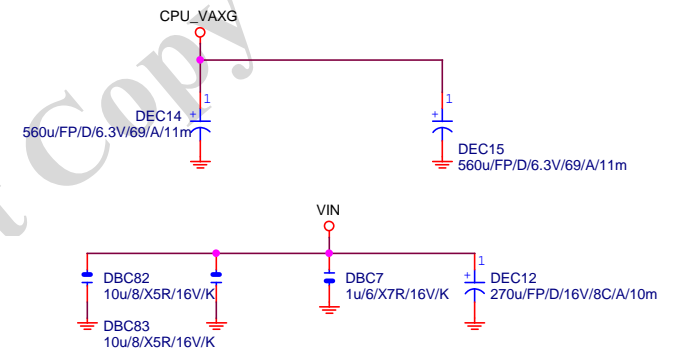 CPU_VAXG
1
1
+
+
DEC14
560u/FP/D/6.3V/69/A/11m
DEC15
560u/FP/D/6.3V/69/A/11m
VIN
1
+
DBC82
10u/8/X5R/16V/K
DBC7
1u/6/X7R/16V/K
DEC12
270u/FP/D/16V/8C/A/10m
DBC83
10u/8/X5R/16V/K
Copy